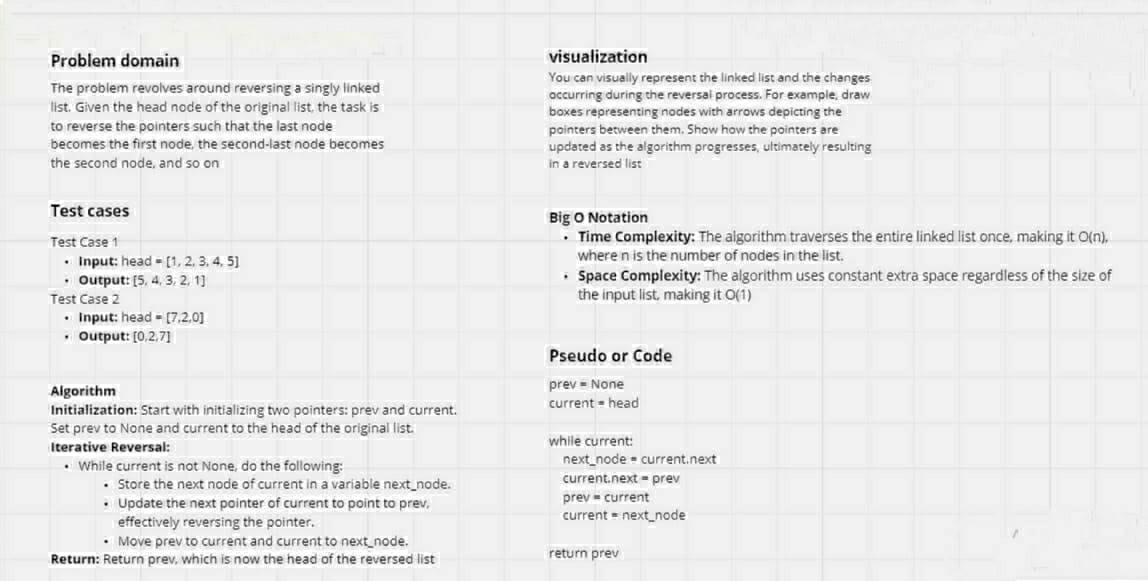 Problem domain
The problem revolves around reversing a singly linked
list. Given the head node of the original list, the task is
to reverse the pointers such that the last node
becomes the first node, the second-last node becomes
the second node, and so on
Test cases
Test Case 1
• Input: head = [1, 2, 3, 4, 5]
• Output: [5, 4, 3, 2, 1]
Test Case 2
• Input: head = [7,2,0]
• Output: [0,2,7]
Algorithm
Initialization: Start with initializing two pointers: prev and current.
Set prev to None and current to the head of the original list.
Iterative Reversal:
• While current is not None, do the following:
• Store the next node of current in a variable next_node.
• Update the next pointer of current to point to prev,
effectively reversing the pointer.
• Move prev to current and current to next_node.
Return: Return prev, which is now the head of the reversed list
visualization
You can visually represent the linked list and the changes
occurring during the reversal process. For example, draw
boxes representing nodes with arrows depicting the
pointers between them. Show how the pointers are
updated as the algorithm progresses, ultimately resulting
in a reversed list
Big O Notation
• Time Complexity: The algorithm traverses the entire linked list once, making it O(n),
where n is the number of nodes in the list.
• Space Complexity: The algorithm uses constant extra space regardless of the size of
the input list, making it O(1)
Pseudo or Code
prev = None
current = head
while current:
next_node = current.next
current.next = prev
prev = current
current = next_node
return prev